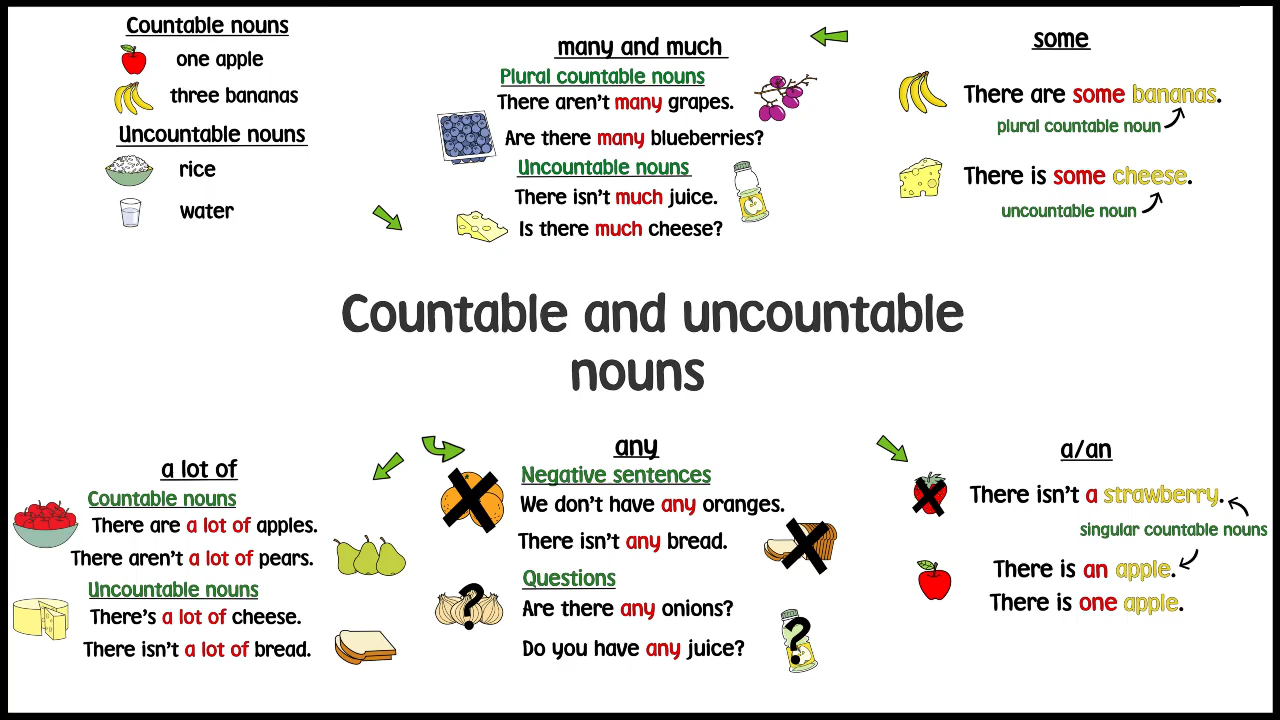 Countable nouns
one apple
three bananas
Uncountable nouns
rice
water
many and much
Plural countable nouns
There aren't many grapes.
Are there many blueberries?
Uncountable nouns
There isn't much juice.
Is there much cheese?
some
There are some bananas.
plural countable noun
There is some cheese.
uncountable noun
Countable and uncountable
nouns
a lot of
Countable nouns
There are a lot of apples.
There aren't a lot of pears.
Uncountable nouns
There's a lot of cheese.
There isn't a lot of bread.
any
Negative sentences
We don't have any oranges.
There isn't any bread.
Questions
Are there any onions?
?
Do you have any juice?
?
a/an
There isn't a strawberry.
singular countable nouns
There is an apple.
There is one apple.